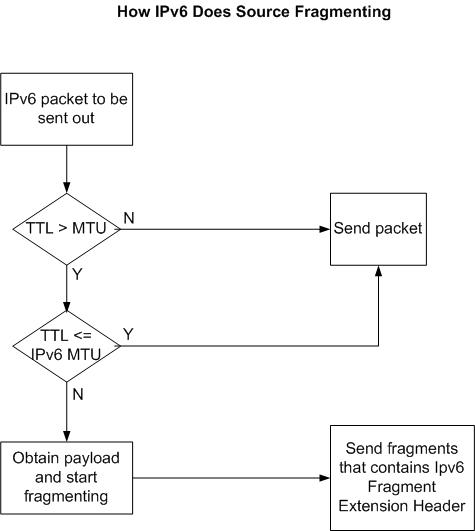 How IPv6 Does Source Fragmenting
IPv6 packet to be
sent out
TTL > MTU
N
Send packet
Y
TTL <=
IPv6 MTU
Y
N
Obtain payload
and start
fragmenting
Send fragments
that contains Ipv6
Fragment
Extension Header